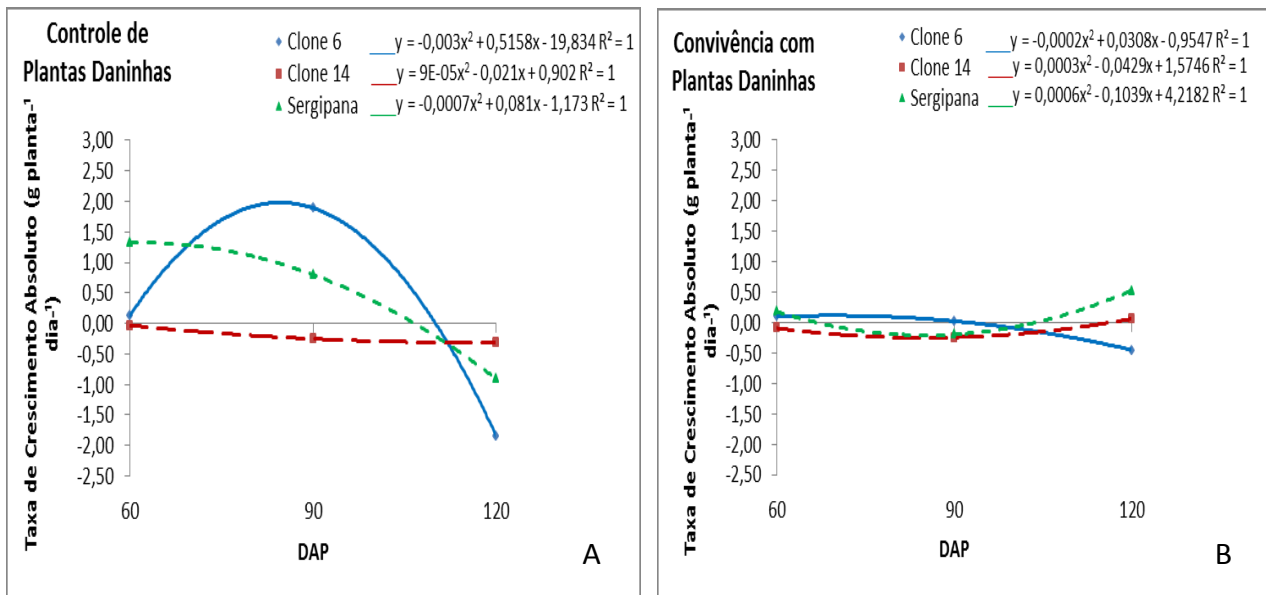 Controle de
Plantas Daninhas
Clone 6 y = -0,003x² + 0,5158x - 19,834 R² = 1
Clone 14 y = 9E-05x² - 0,021x + 0,902 R² = 1
Sergipana y = -0,0007x² + 0,081x - 1,173 R² = 1
Taxa de Crescimento Absoluto (g planta-¹
dia-¹)
3,00
2,50
2,00
1,50
1,00
0,50
0,00
-0,50
-1,00
-1,50
-2,00
-2,50
60 90 120
DAP
A
Convivência com
Plantas Daninhas
Clone 6 y = -0,0002x² + 0,0308x - 0,9547 R² = 1
Clone 14 y = 0,0003x² - 0,0429x + 1,5746 R² = 1
Sergipana y = 0,0006x² - 0,1039x + 4,2182 R² = 1
Taxa de Crescimento Absoluto (g planta-¹
dia-¹)
3,00
2,50
2,00
1,50
1,00
0,50
0,00
-0,50
-1,00
-1,50
-2,00
-2,50
60 90 120
DAP
B